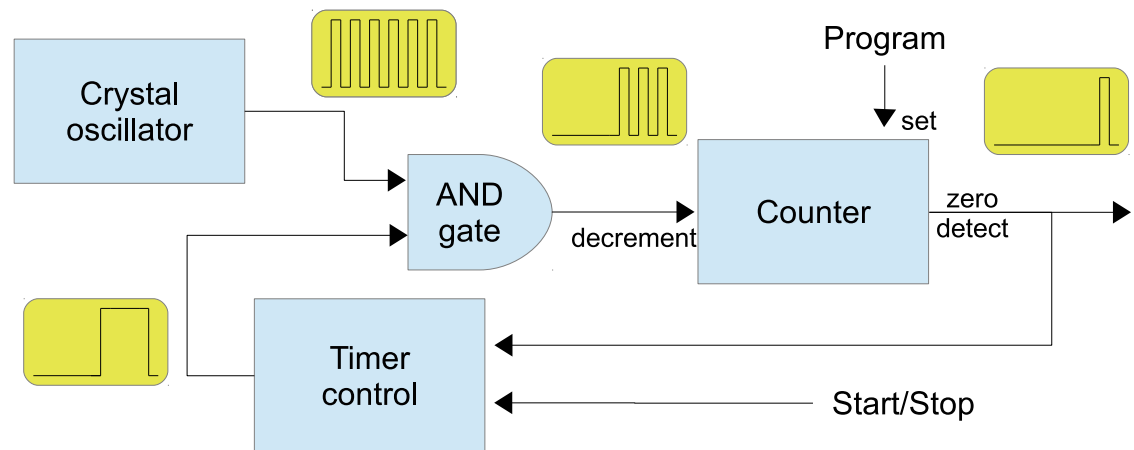 Crystal
oscillator
Program
set
AND
gate
decrement
Counter
zero
detect
Timer
control
Start/Stop